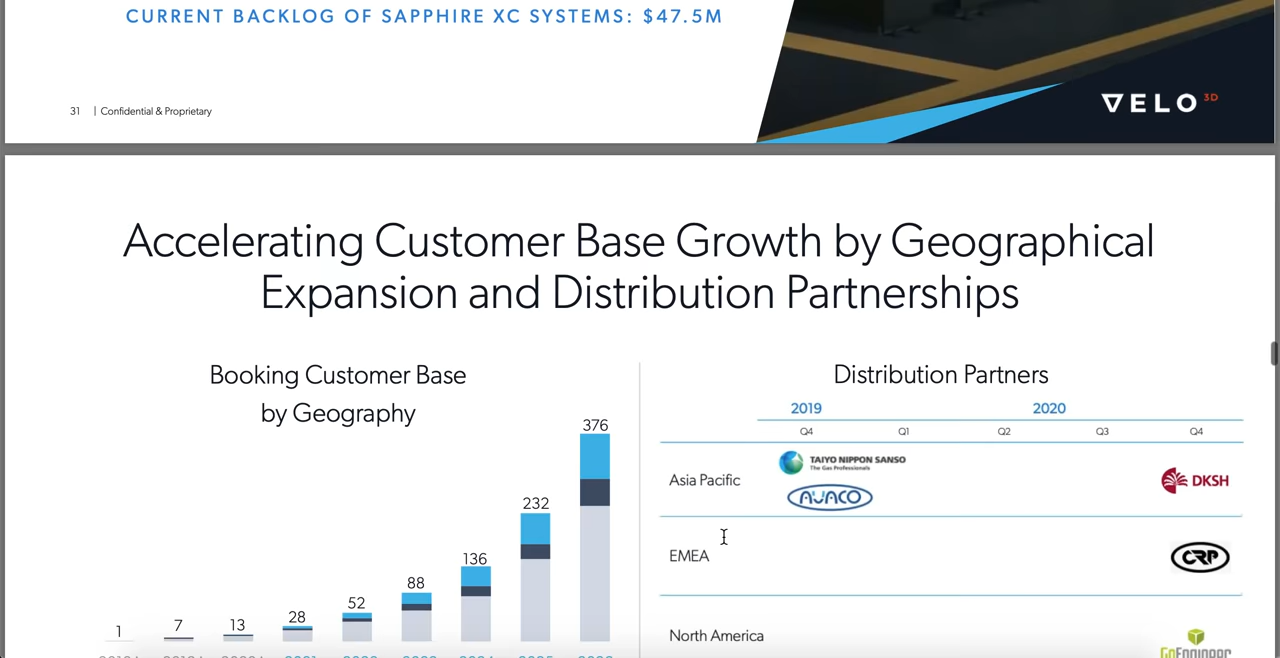 CURRENT BACKLOG OF SAPPHIRE XC SYSTEMS: $47.5M
31 | Confidential & Proprietary
VELO 3D
Accelerating Customer Base Growth by Geographical
Expansion and Distribution Partnerships
Booking Customer Base
by Geography
1
7
13
28
52
88
136
232
376
Distribution Partners
2019 2020
Q4 Q1 Q2 Q3 Q4
Asia Pacific
TAIYO NIPPON SANSO
The Gas Professionals
AVACO
DKSH
EMEA
CRP
North America
GoEngineer